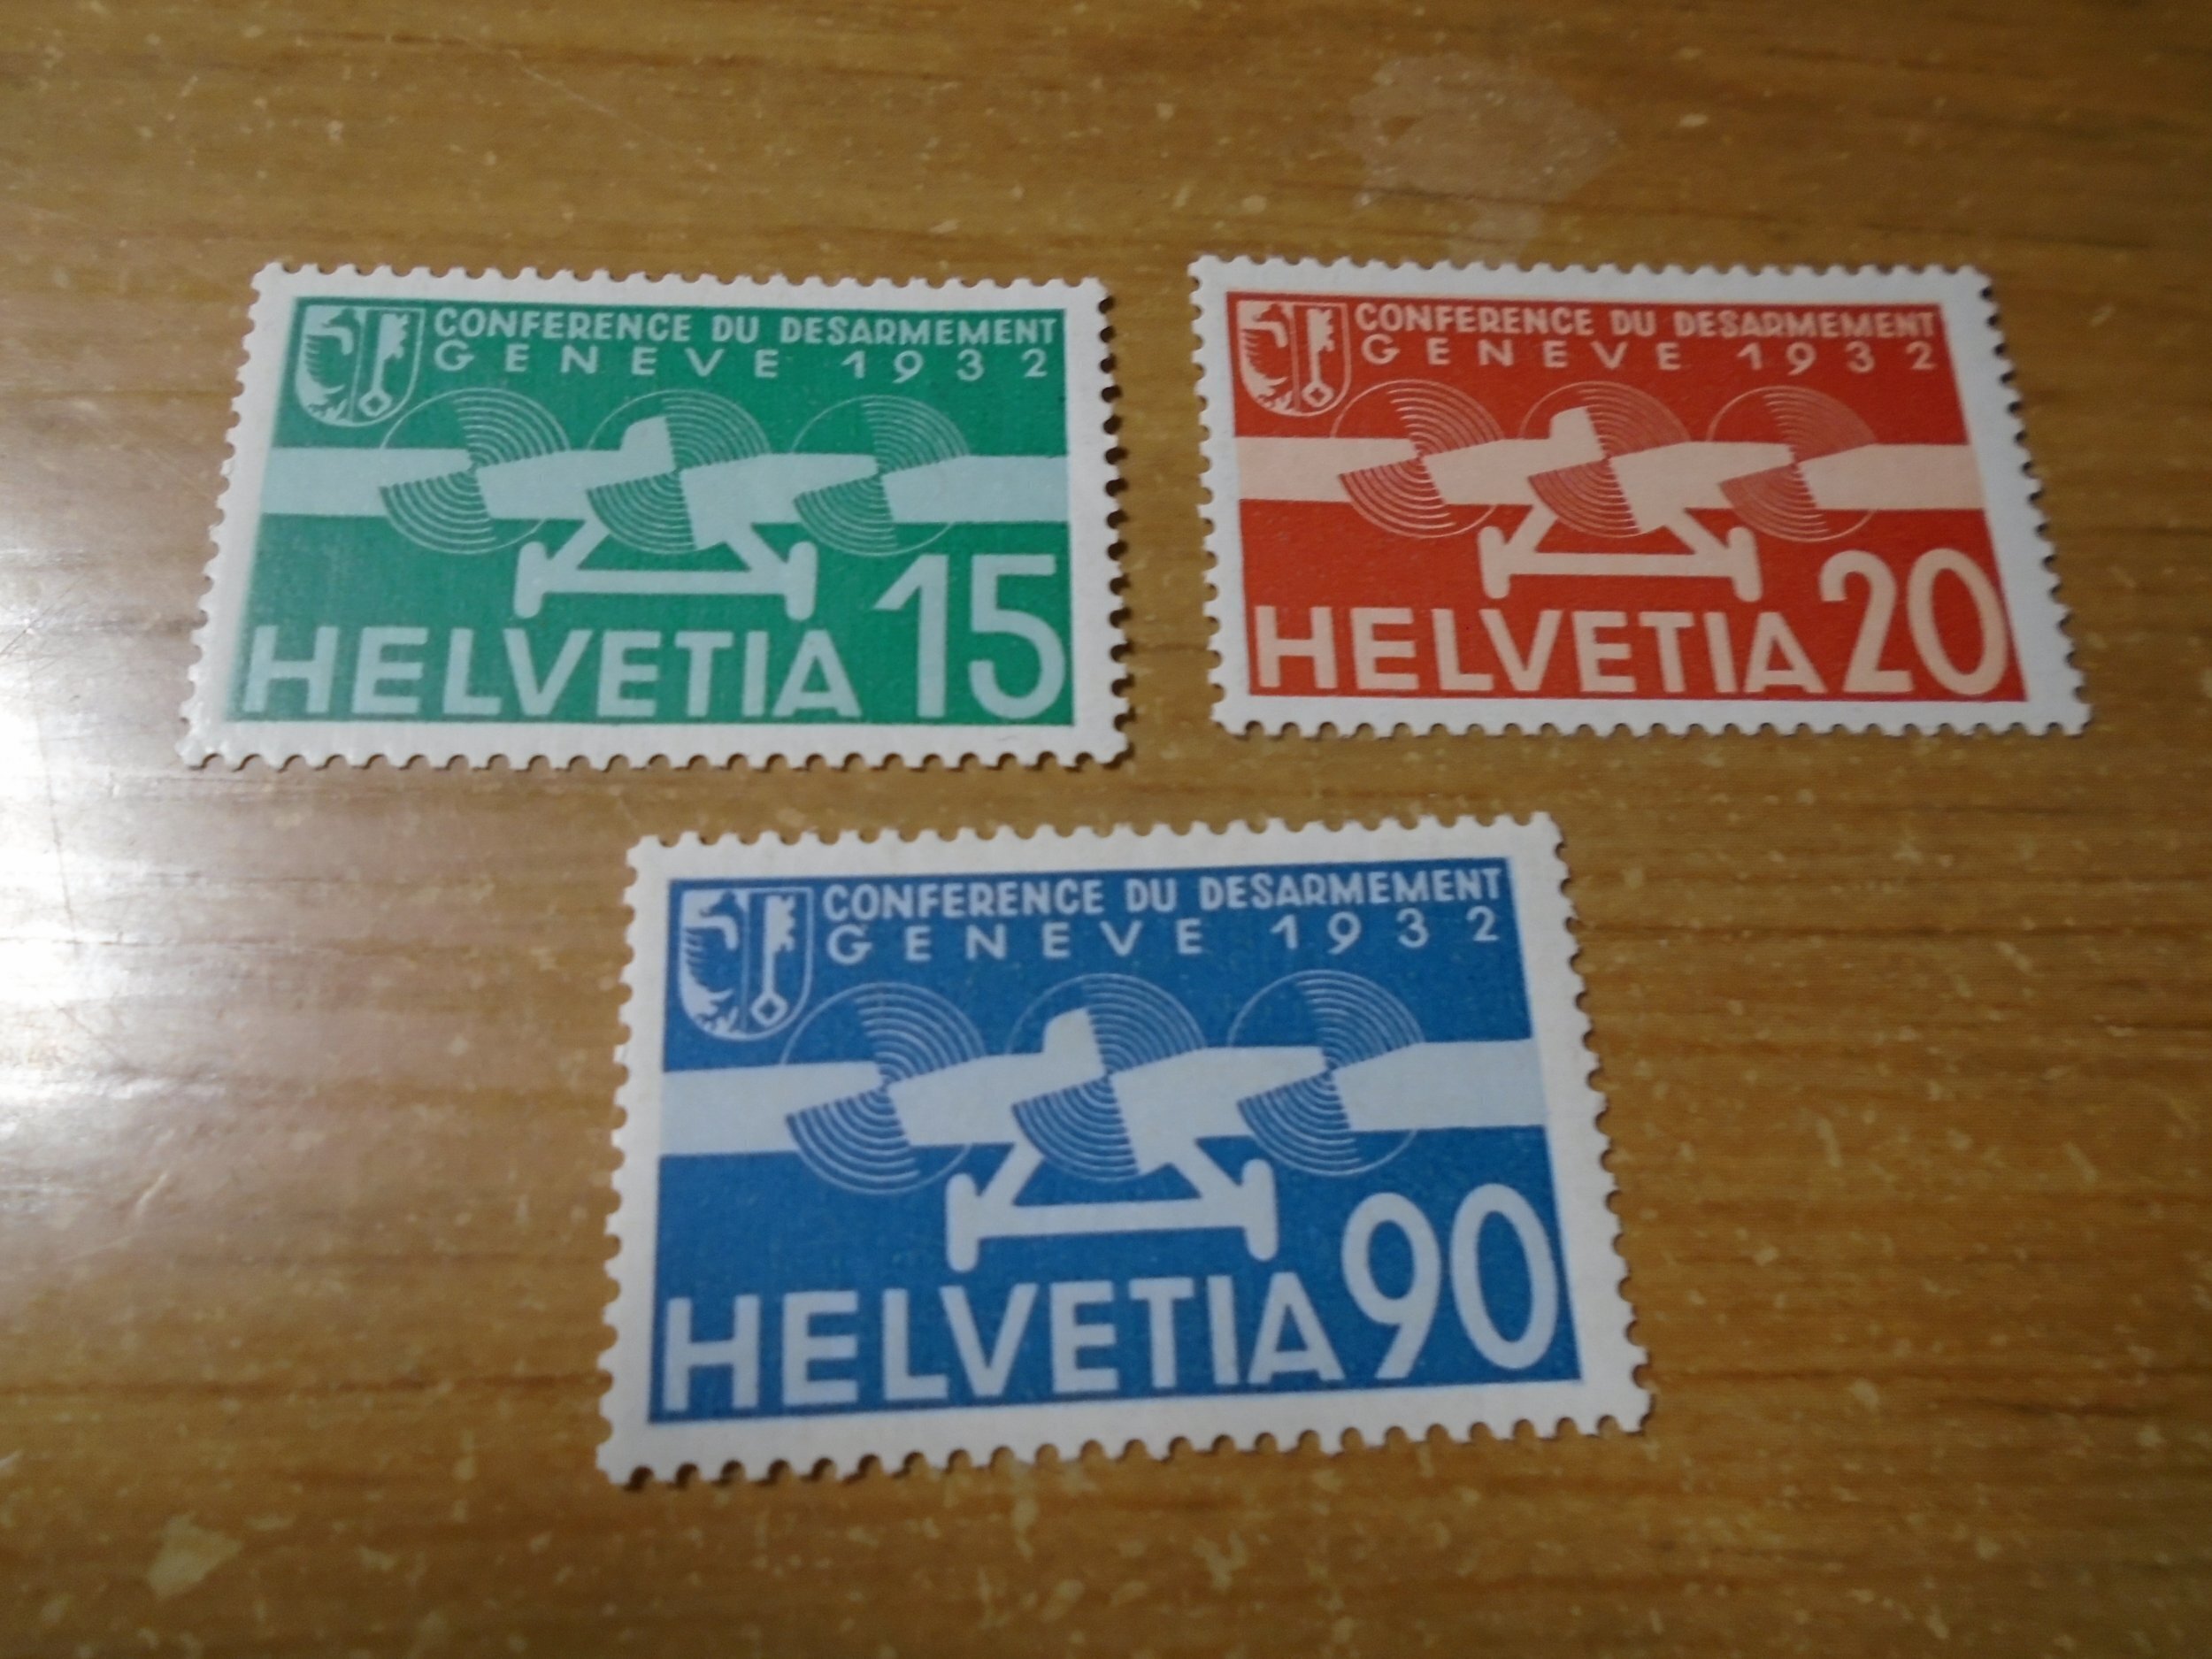 CONFERENCE DU DESARMEMENT
GENEVE 1932
HELVETIA 15
CONFERENCE DU DESARMEMENT
GENEVE 1932
HELVETIA 20
CONFERENCE DU DESARMEMENT
GENEVE 1932
HELVETIA 90